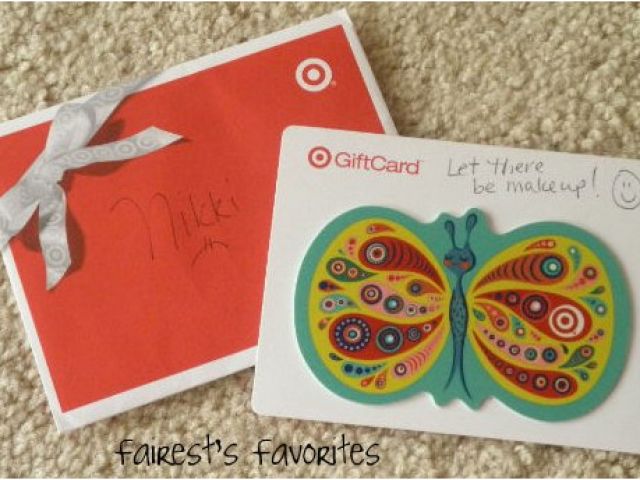 Nikki
GiftCard
Let there
be makeup!
fairest's favorites